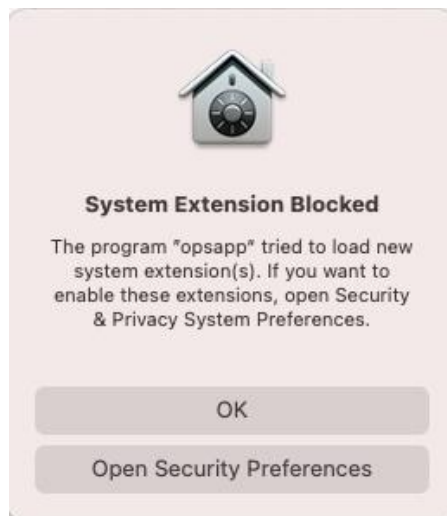 System Extension Blocked
The program "opsapp" tried to load new
system extension(s). If you want to
enable these extensions, open Security
& Privacy System Preferences.
OK
Open Security Preferences